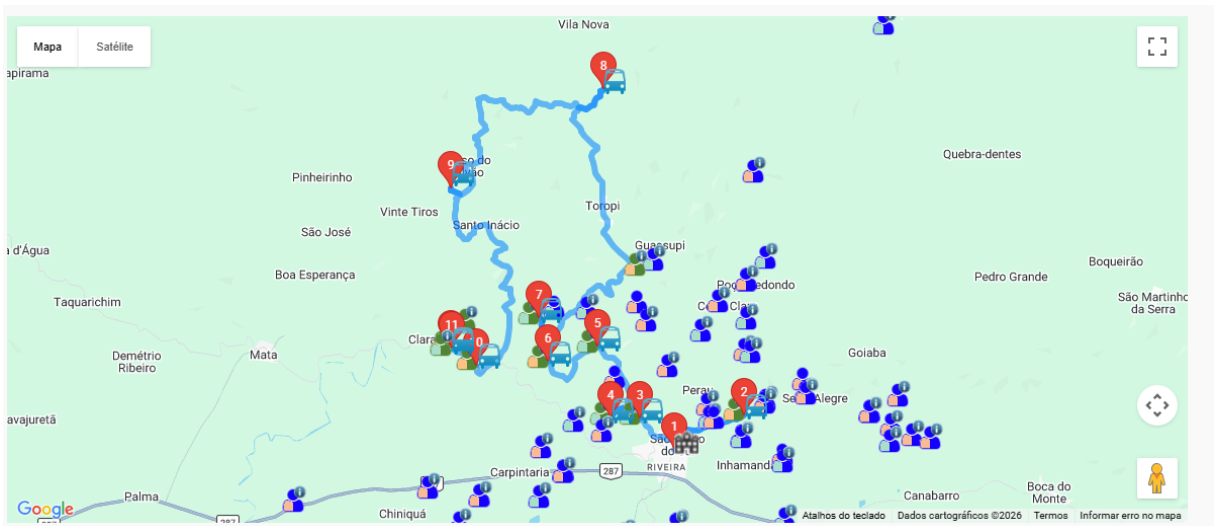 Mapa
Satélite
Vila Nova
apirama
8
Quebra-dentes
9
Pinheirinho
Vinte Tiros
Toropi
Santo Inácio
São José
Guassupi
a d'Água
Boa Esperança
Boqueirão
Pedro Grande
Taquarichim
São Martinho
da Serra
7
5
11
6
0
Mata
Demétrio
Ribeiro
Goiaba
Perau
4
3
2
1
avajuretã
RIVEIRA
Inhamand
Carpintaria
287
Palma
Chiniquá
Canabarro
Boca do
Monte
287
Google
Atalhos do teclado
Dados cartográficos ©2026
Termos
Informar erro no mapa